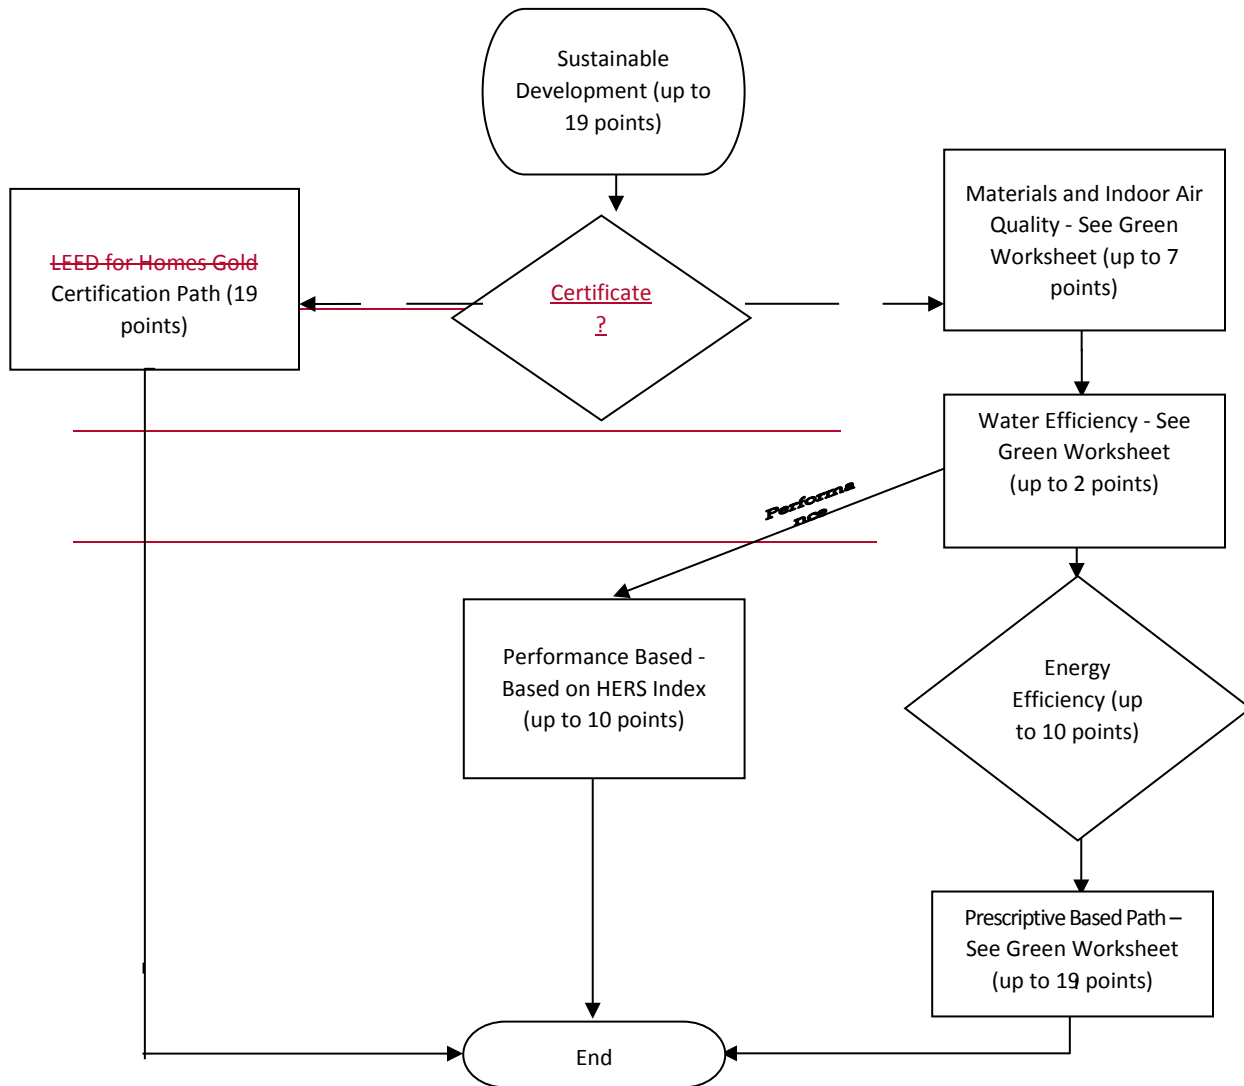 Sustainable
Development (up to
19 points)
Materials and Indoor Air
Quality - See Green
Worksheet (up to 7
points)
LEED for Homes Gold
Certification Path (19
points)
Certificate
?
Water Efficiency - See
Green Worksheet
(up to 2 points)
Performa
nce
Performance Based -
Based on HERS Index
(up to 10 points)
Energy
Efficiency (up
to 10 points)
Prescriptive Based Path –
See Green Worksheet
(up to 19 points)
End